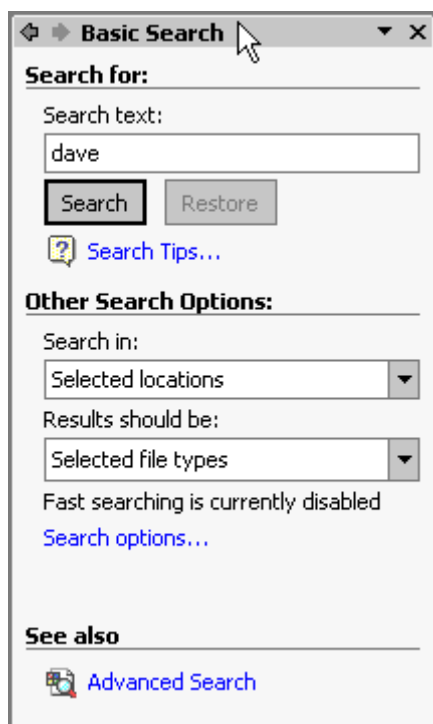 Basic Search
Search for:
Search text:
dave
Search Restore
Search Tips...
Other Search Options:
Search in:
Selected locations
Results should be:
Selected file types
Fast searching is currently disabled
Search options...
See also
Advanced Search